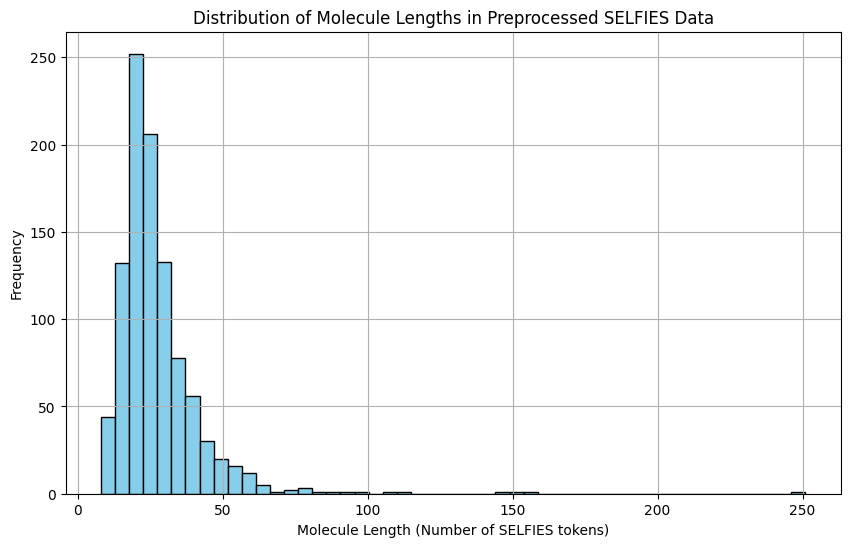 Distribution of Molecule Lengths in Preprocessed SELFIES Data
Frequency
250
200
150
100
50
0
0 50 100 150 200 250
Molecule Length (Number of SELFIES tokens)